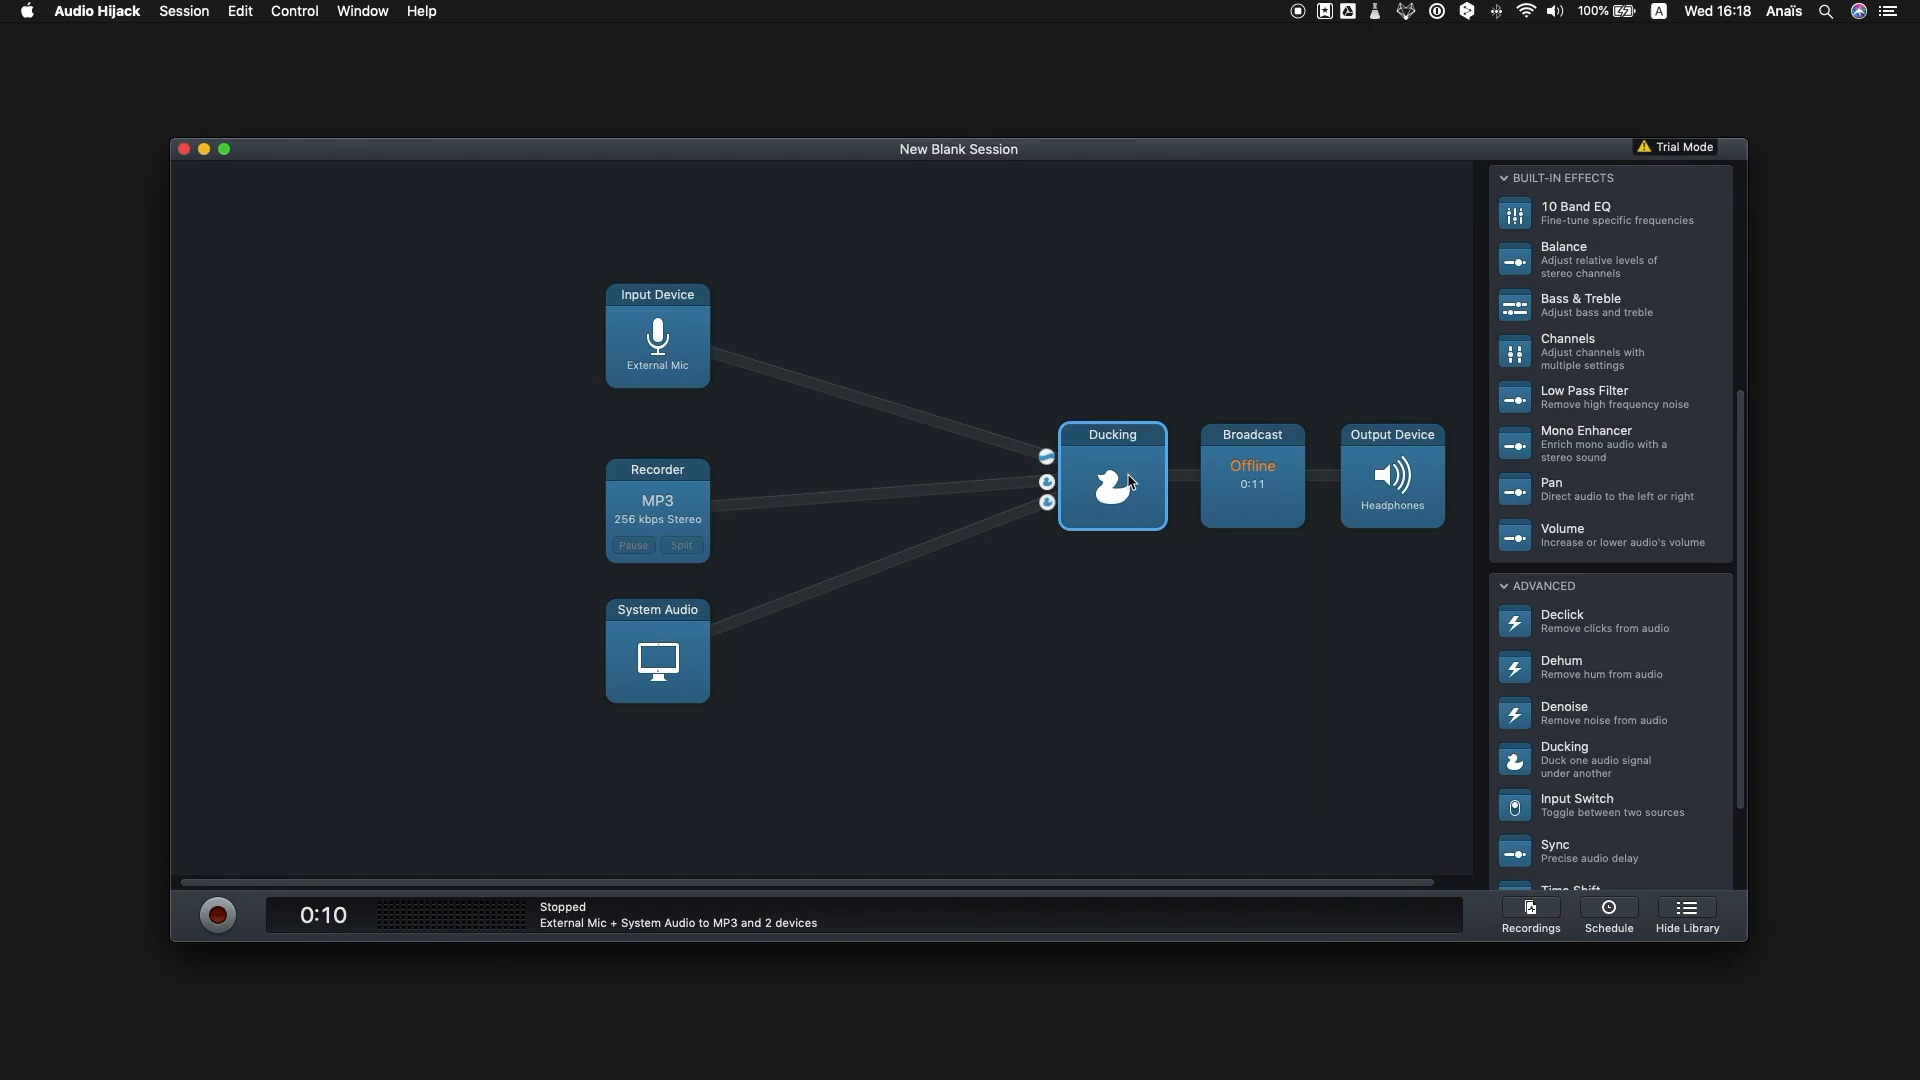 Audio Hijack Session Edit Control Window Help
100% A Wed 16:18 Anaïs
New Blank Session
Trial Mode
Input Device
External Mic
Recorder
MP3
256 kbps Stereo
Pause Split
System Audio
Ducking
Broadcast
Offline
0:11
Output Device
Headphones
BUILT-IN EFFECTS
10 Band EQ
Fine-tune specific frequencies
Balance
Adjust relative levels of
stereo channels
Bass & Treble
Adjust bass and treble
Channels
Adjust channels with
multiple settings
Low Pass Filter
Remove high frequency noise
Mono Enhancer
Enrich mono audio with a
stereo sound
Pan
Direct audio to the left or right
Volume
Increase or lower audio's volume
ADVANCED
Declick
Remove clicks from audio
Dehum
Remove hum from audio
Denoise
Remove noise from audio
Ducking
Duck one audio signal
under another
Input Switch
Toggle between two sources
Sync
Precise audio delay
Time Shift
0:10
Stopped
External Mic + System Audio to MP3 and 2 devices
Recordings
Schedule
Hide Library